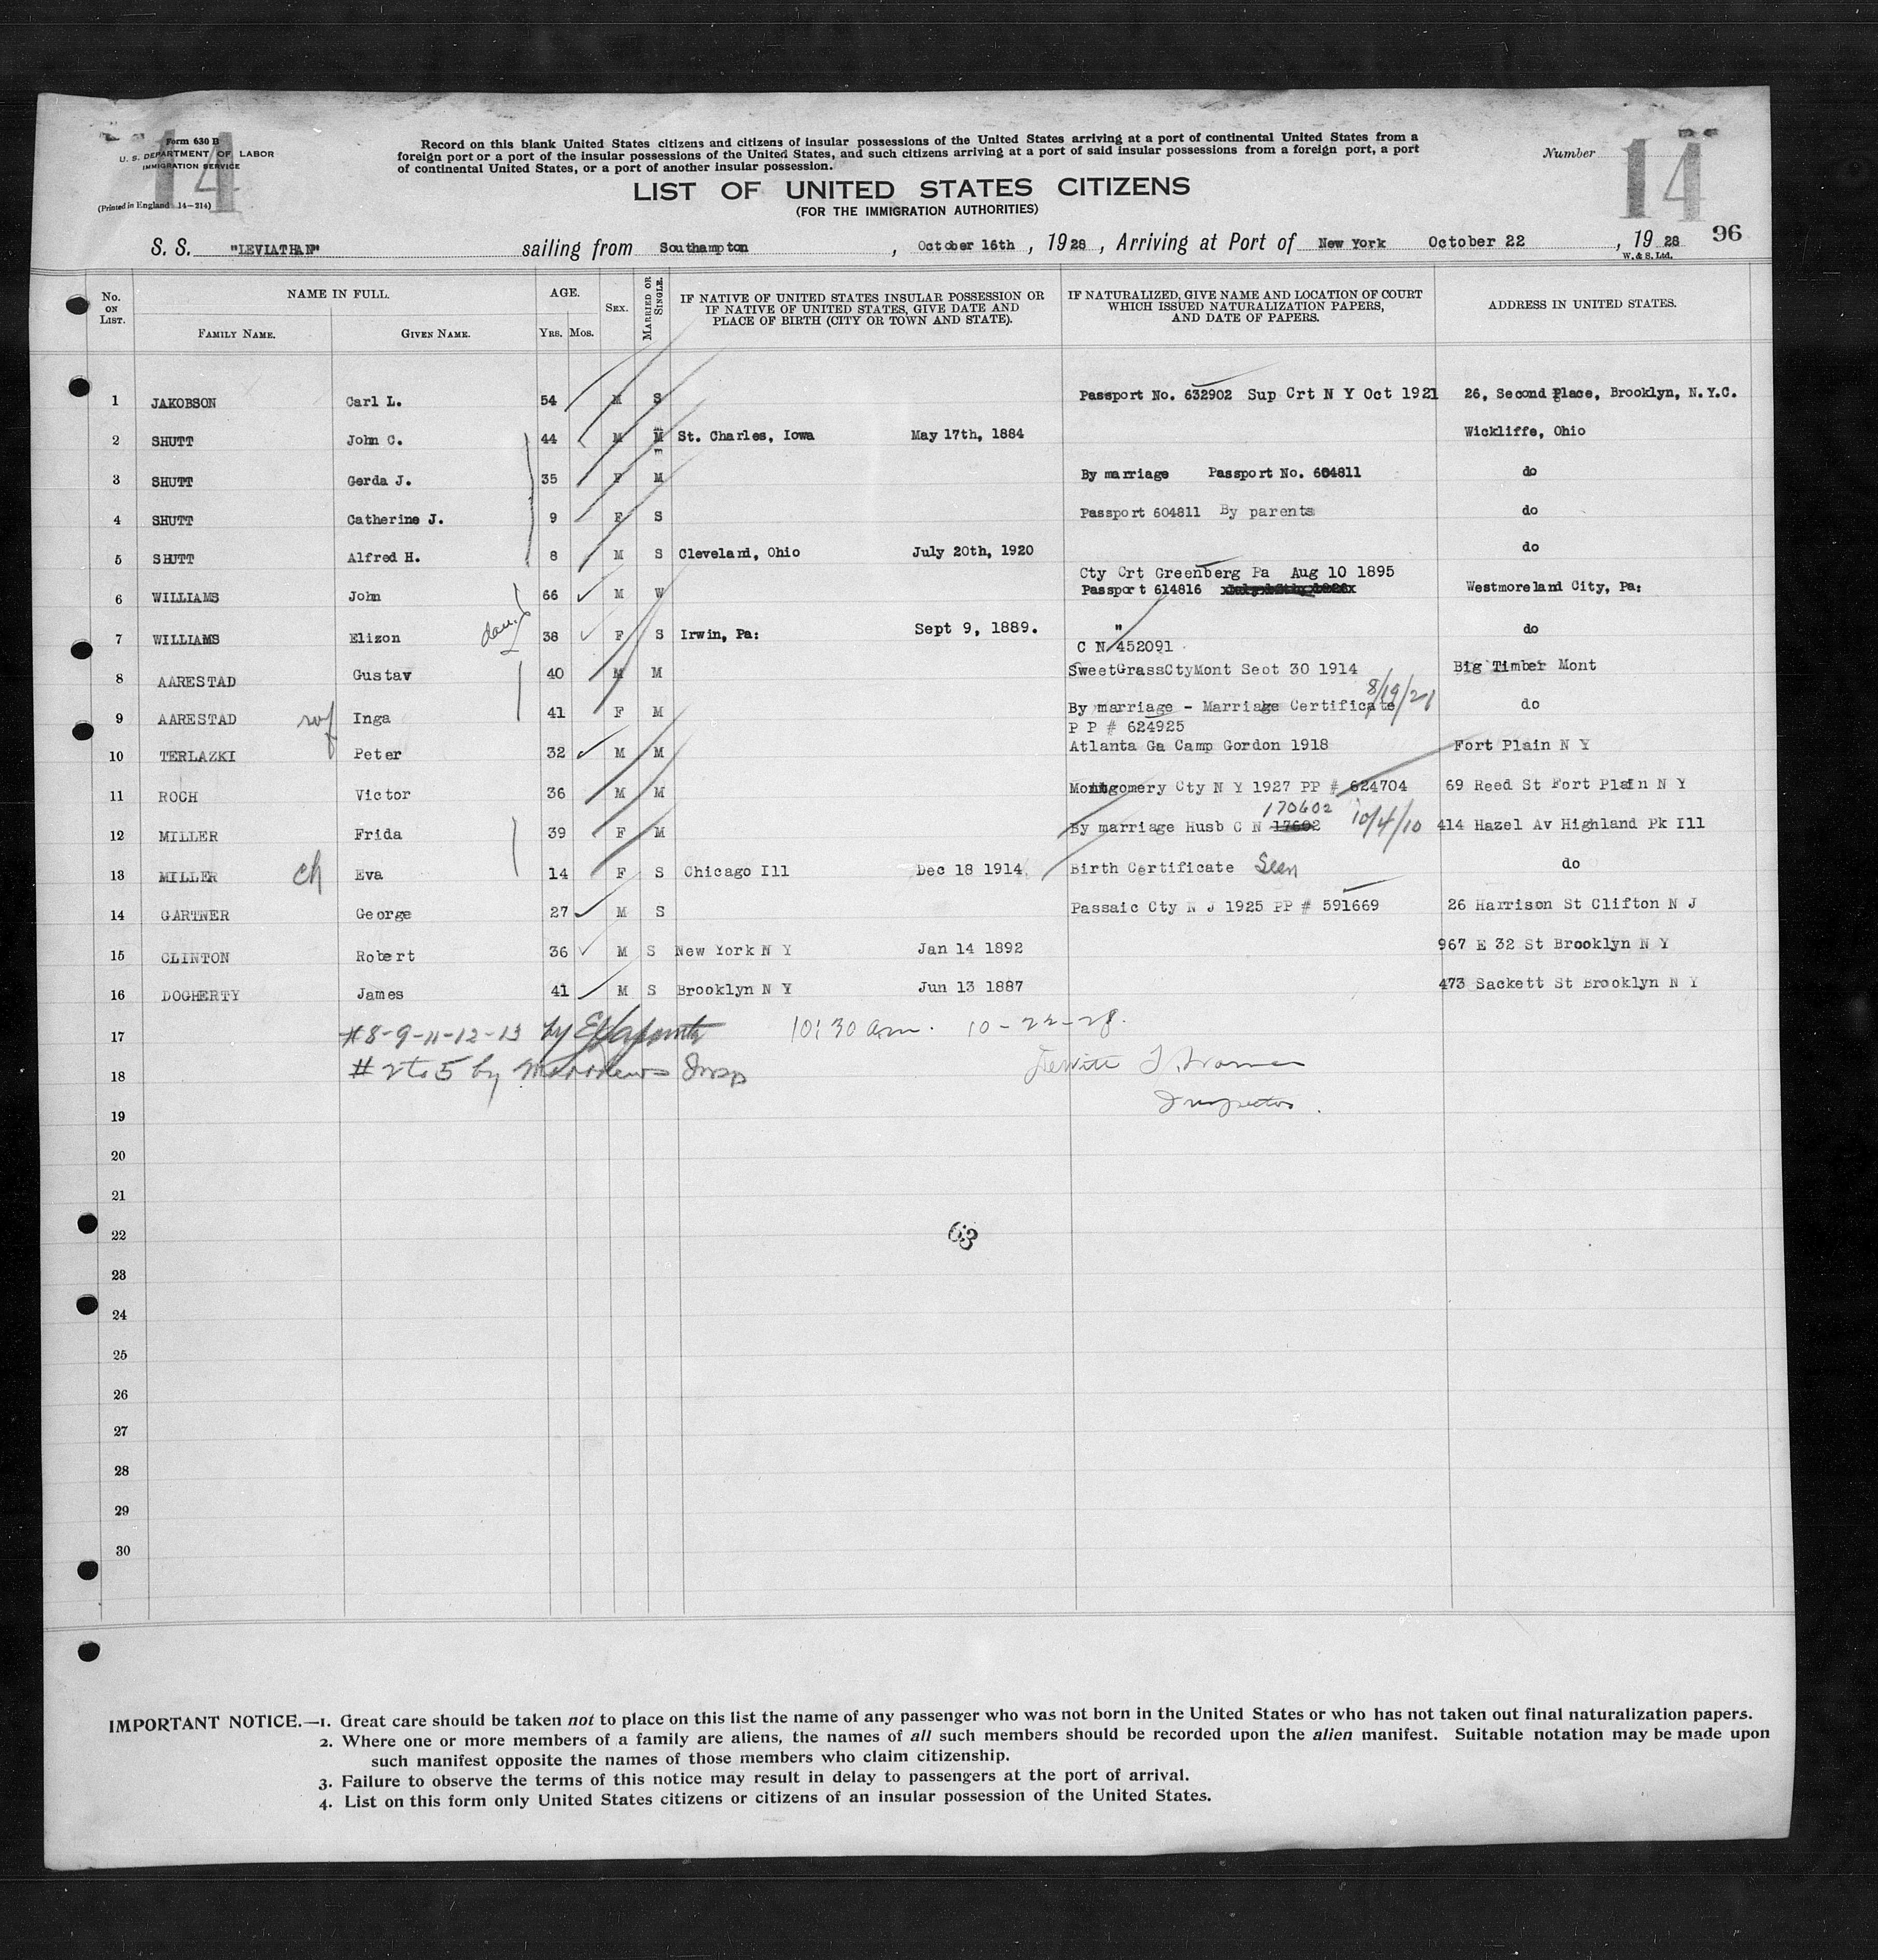 14
Form 630 B
U. S. DEPARTMENT OF LABOR
IMMIGRATION SERVICE
(Printed in England 14—214)
Record on this blank United States citizens and citizens of insular possessions of the United States arriving at a port of continental United States from a
foreign port or a port of the insular possessions of the United States, and such citizens arriving at a port of said insular possessions from a foreign port, a port
of continental United States, or a port of another insular possession.
Number
14
LIST OF UNITED STATES CITIZENS
(FOR THE IMMIGRATION AUTHORITIES)
96
S. S. "LEVIATHAN" sailing from Southampton , October 16th , 1928 , Arriving at Port of New York October 22 , 1928
W. & S. Ltd.
No. ON LIST. NAME IN FULL. AGE. SEX. MARRIED OR SINGLE. IF NATIVE OF UNITED STATES INSULAR POSSESSION OR IF NATIVE OF UNITED STATES, GIVE DATE AND PLACE OF BIRTH (CITY OR TOWN AND STATE). IF NATURALIZED, GIVE NAME AND LOCATION OF COURT WHICH ISSUED NATURALIZATION PAPERS, AND DATE OF PAPERS. ADDRESS IN UNITED STATES.
FAMILY NAME. GIVEN NAME. YRS. MOS.
1 JAKOBSON Carl L. 54 M S Passport No. 632902 Sup Crt N Y Oct 1921 26, Second Place, Brooklyn, N.Y.C.
2 SHUTT John C. 44 M M St. Charles, Iowa May 17th, 1884 Wickliffe, Ohio
3 SHUTT Gerda J. 35 F M By marriage Passport No. 604811 do
4 SHUTT Catherine J. 9 F S Passport 604811 By parents do
5 SHUTT Alfred H. 8 M S Cleveland, Ohio July 20th, 1920 do
Cty Crt Greenberg Pa Aug 10 1895
6 WILLIAMS John 66 M W Passport 614816 Westmoreland City, Pa:
7 WILLIAMS dau. Elizon 38 F S Irwin, Pa: Sept 9, 1889. " do
C N 452091
8 AARESTAD Gustav 40 M M SweetGrassCtyMont Seot 30 1914 Big Timber Mont
8/19/21
9 AARESTAD wf Inga 41 F M By marriage - Marriage Certificate do
P P # 624925
10 TERLAZKI Peter 32 M M Atlanta Ga Camp Gordon 1918 Fort Plain N Y
11 ROCH Victor 36 M M Montgomery Cty N Y 1927 PP # 624704 69 Reed St Fort Plain N Y
170602
12 MILLER Frida 39 F M By marriage Husb C N 17602 10/4/10 414 Hazel Av Highland Pk Ill
13 MILLER ch Eva 14 F S Chicago Ill Dec 18 1914 Birth Certificate Seen do
14 GARTNER George 27 M S Passaic Cty N J 1925 PP # 591669 26 Harrison St Clifton N J
15 CLINTON Robert 36 M S New York N Y Jan 14 1892 967 E 32 St Brooklyn N Y
16 DOGHERTY James 41 M S Brooklyn N Y Jun 13 1887 473 Sackett St Brooklyn N Y
17 #8-9-11-12-13 by 10:30 am. 10-22-28.
18 # 2 to 5 by Insp
19 Inspector.
20
21
22
63
23
24
25
26
27
28
29
30
IMPORTANT NOTICE.—1. Great care should be taken not to place on this list the name of any passenger who was not born in the United States or who has not taken out final naturalization papers.
2. Where one or more members of a family are aliens, the names of all such members should be recorded upon the alien manifest. Suitable notation may be made upon
such manifest opposite the names of those members who claim citizenship.
3. Failure to observe the terms of this notice may result in delay to passengers at the port of arrival.
4. List on this form only United States citizens or citizens of an insular possession of the United States.